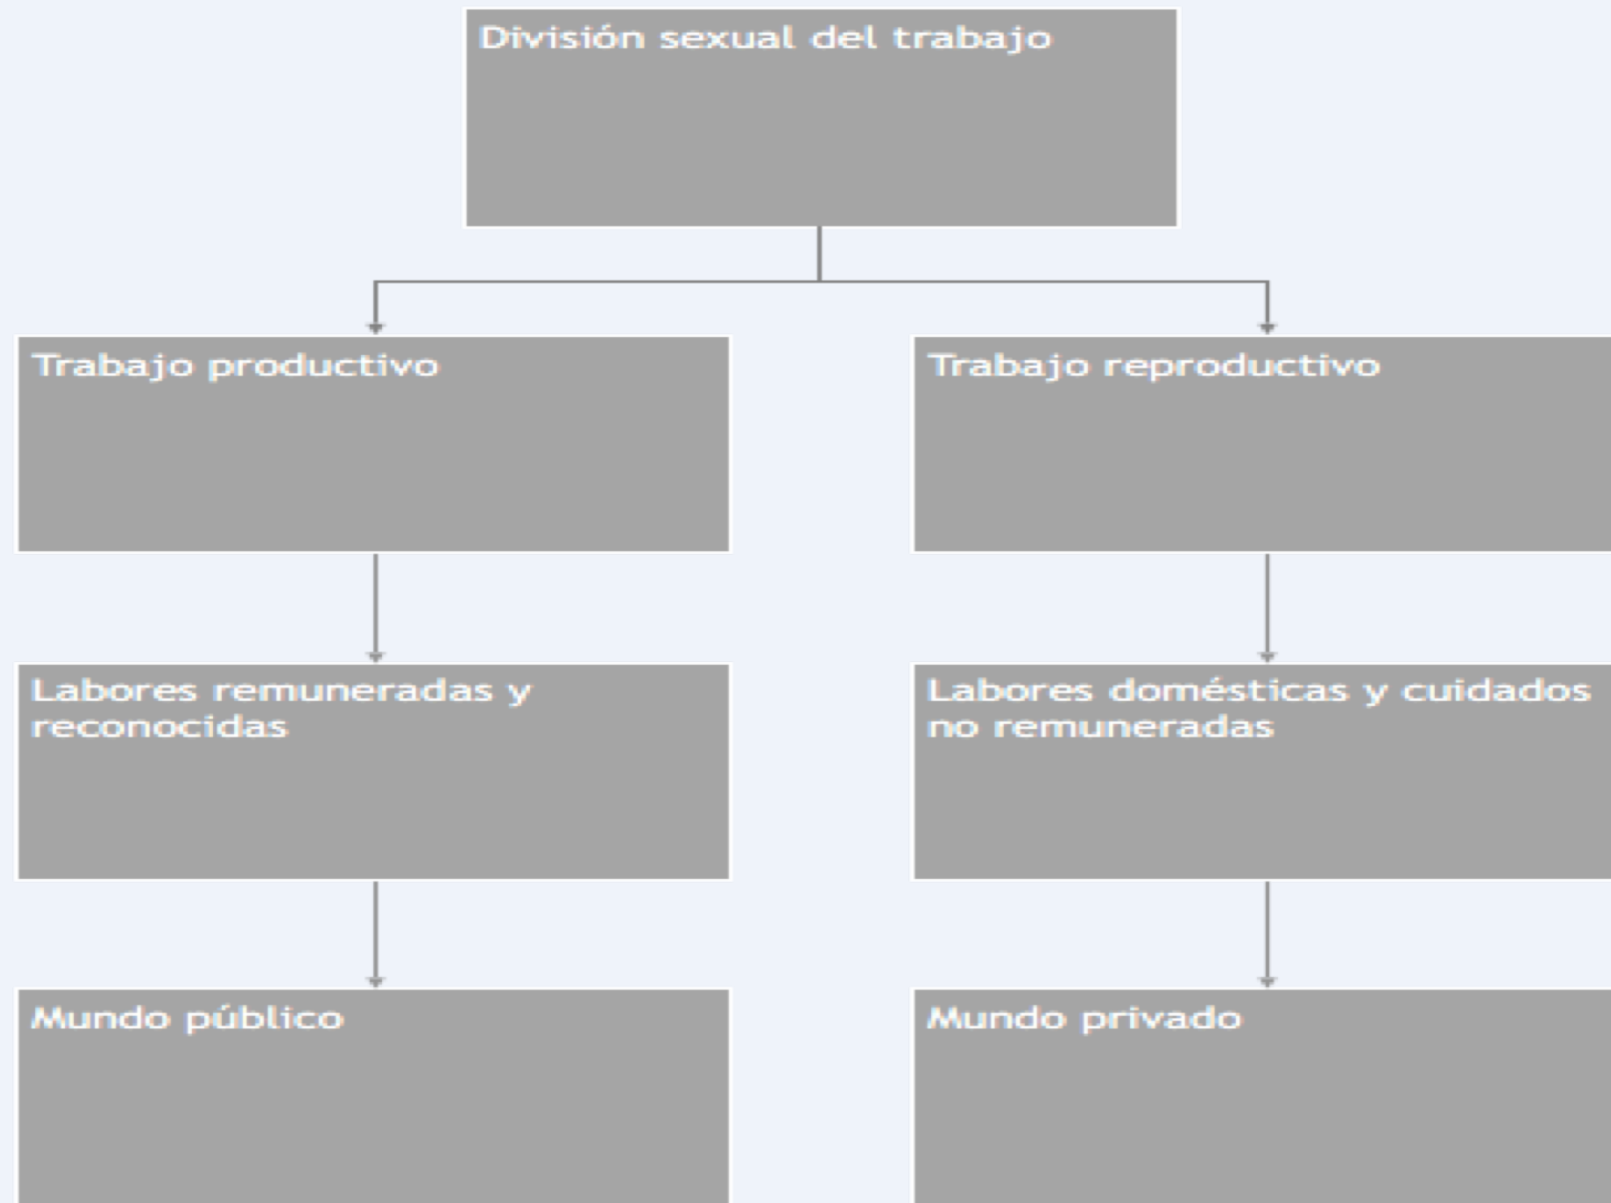 División sexual del trabajo
Trabajo productivo
Trabajo reproductivo
Labores remuneradas y
reconocidas
Labores domésticas y cuidados
no remuneradas
Mundo público
Mundo privado